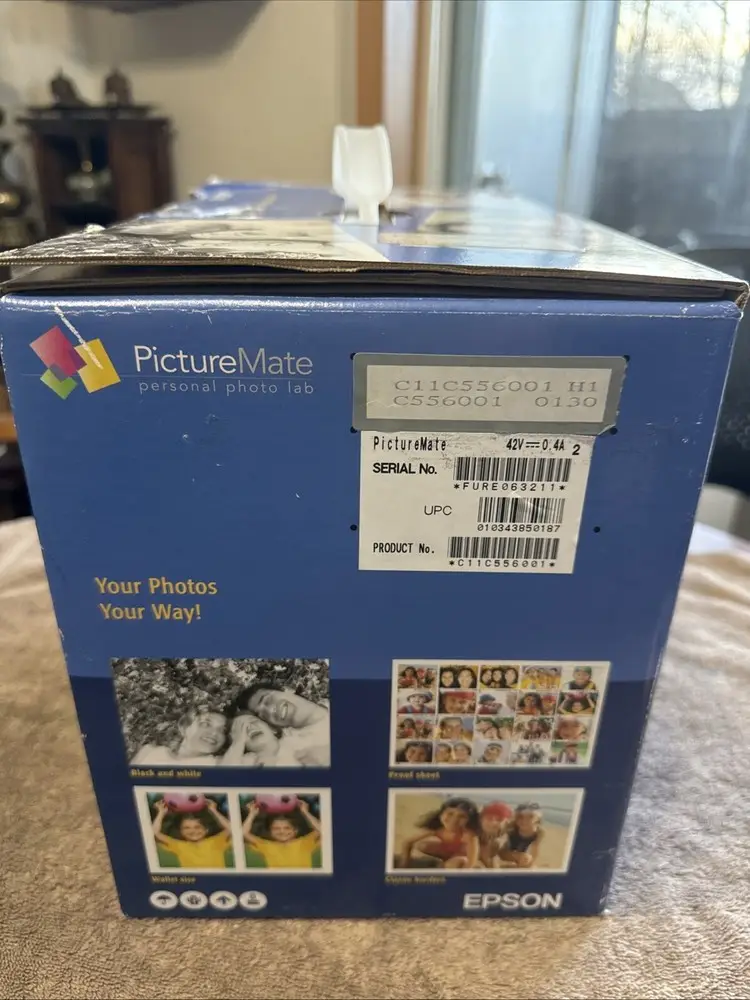 PictureMate
personal photo lab
C11C556001 H1
C556001 0130
PictureMate 42V⎓0.4A 2
SERIAL No.
*FURE063211*
UPC
010343850187
PRODUCT No.
*C11C556001*
Your Photos
Your Way!
Black and white
Proof sheet
Wallet size
Classic borders
EPSON